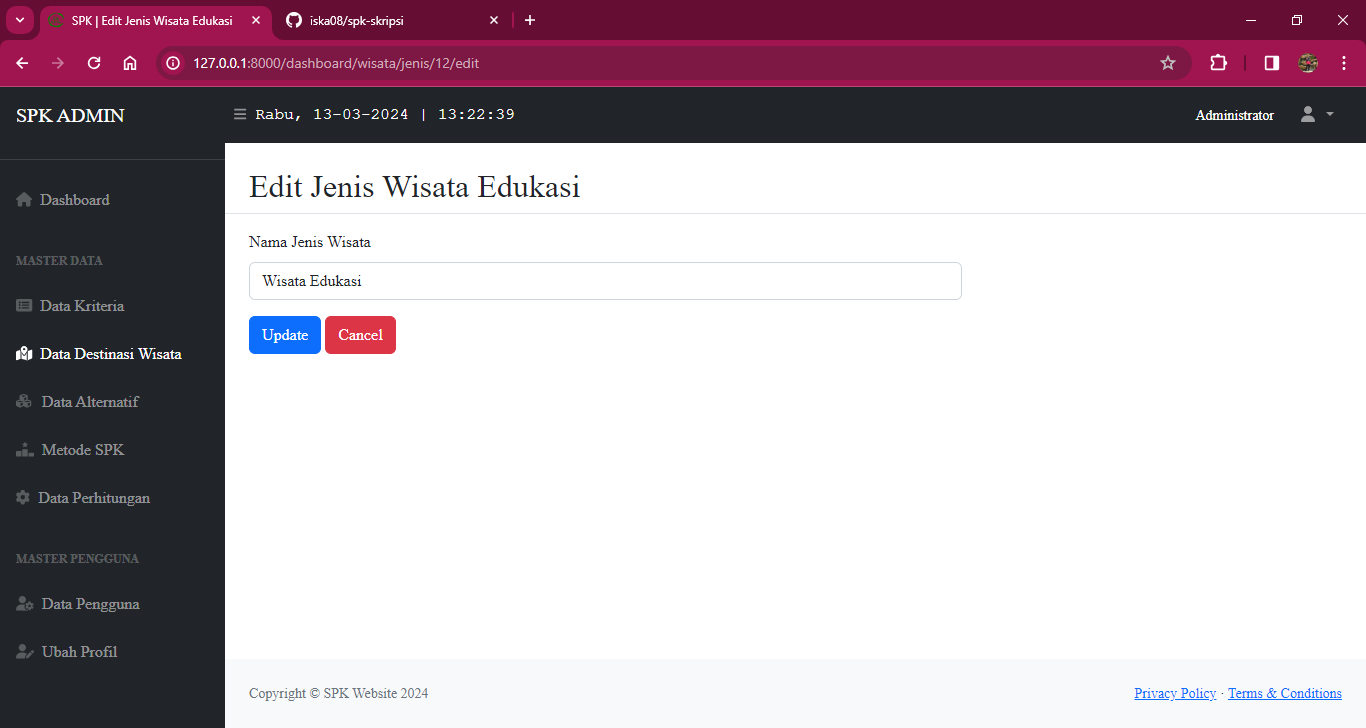 SPK | Edit Jenis Wisata Edukasi
iska08/spk-skripsi
127.0.0.1:8000/dashboard/wisata/jenis/12/edit
SPK ADMIN
Rabu, 13-03-2024 | 13:22:39
Administrator
Dashboard
MASTER DATA
Data Kriteria
Data Destinasi Wisata
Data Alternatif
Metode SPK
Data Perhitungan
MASTER PENGGUNA
Data Pengguna
Ubah Profil
Edit Jenis Wisata Edukasi
Nama Jenis Wisata
Wisata Edukasi
Update Cancel
Copyright © SPK Website 2024
Privacy Policy · Terms & Conditions